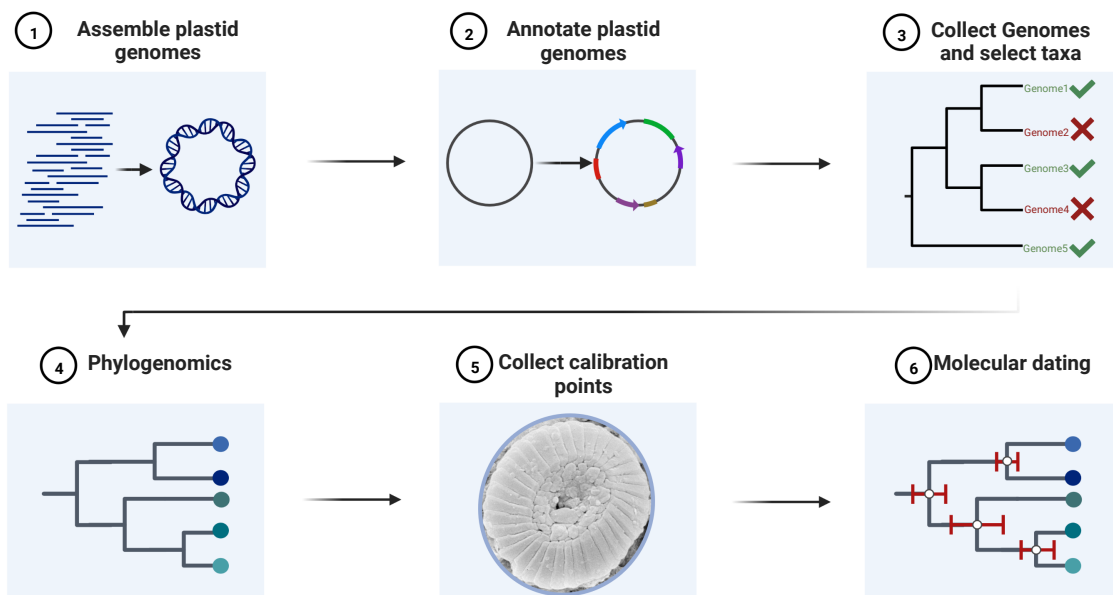 1
Assemble plastid
genomes
2
Annotate plastid
genomes
3
Collect Genomes
and select taxa
Genome1
Genome2
Genome3
Genome4
Genome5
4
Phylogenomics
5
Collect calibration
points
6
Molecular dating